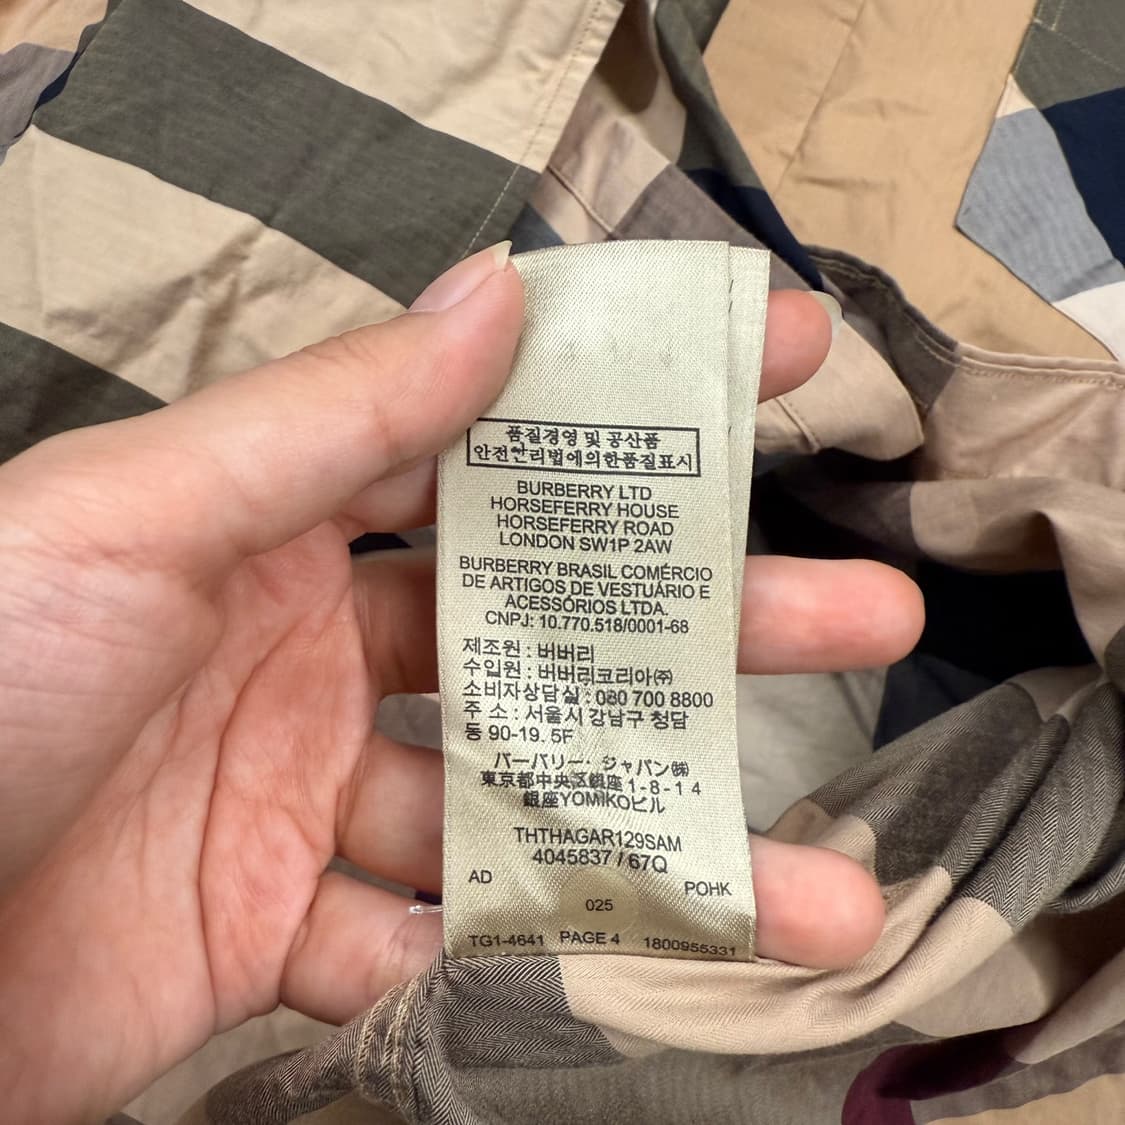 품질경영 및 공산품
안전관리법에의한품질표시
BURBERRY LTD
HORSEFERRY HOUSE
HORSEFERRY ROAD
LONDON SW1P 2AW
BURBERRY BRASIL COMÉRCIO
DE ARTIGOS DE VESTUÁRIO E
ACESSÓRIOS LTDA.
CNPJ: 10.770.518/0001-68
제조원 : 버버리
수입원 : 버버리코리아㈜
소비자상담실 : 080 700 8800
주 소 : 서울시 강남구 청담
동 90-19. 5F
バーバリー・ジャパン㈱
東京都中央区銀座1-8-14
銀座YOMIKOビル
THTHAGAR129SAM
4045837 / 67Q
AD POHK
025
TG1-4641 PAGE 4 1800955331